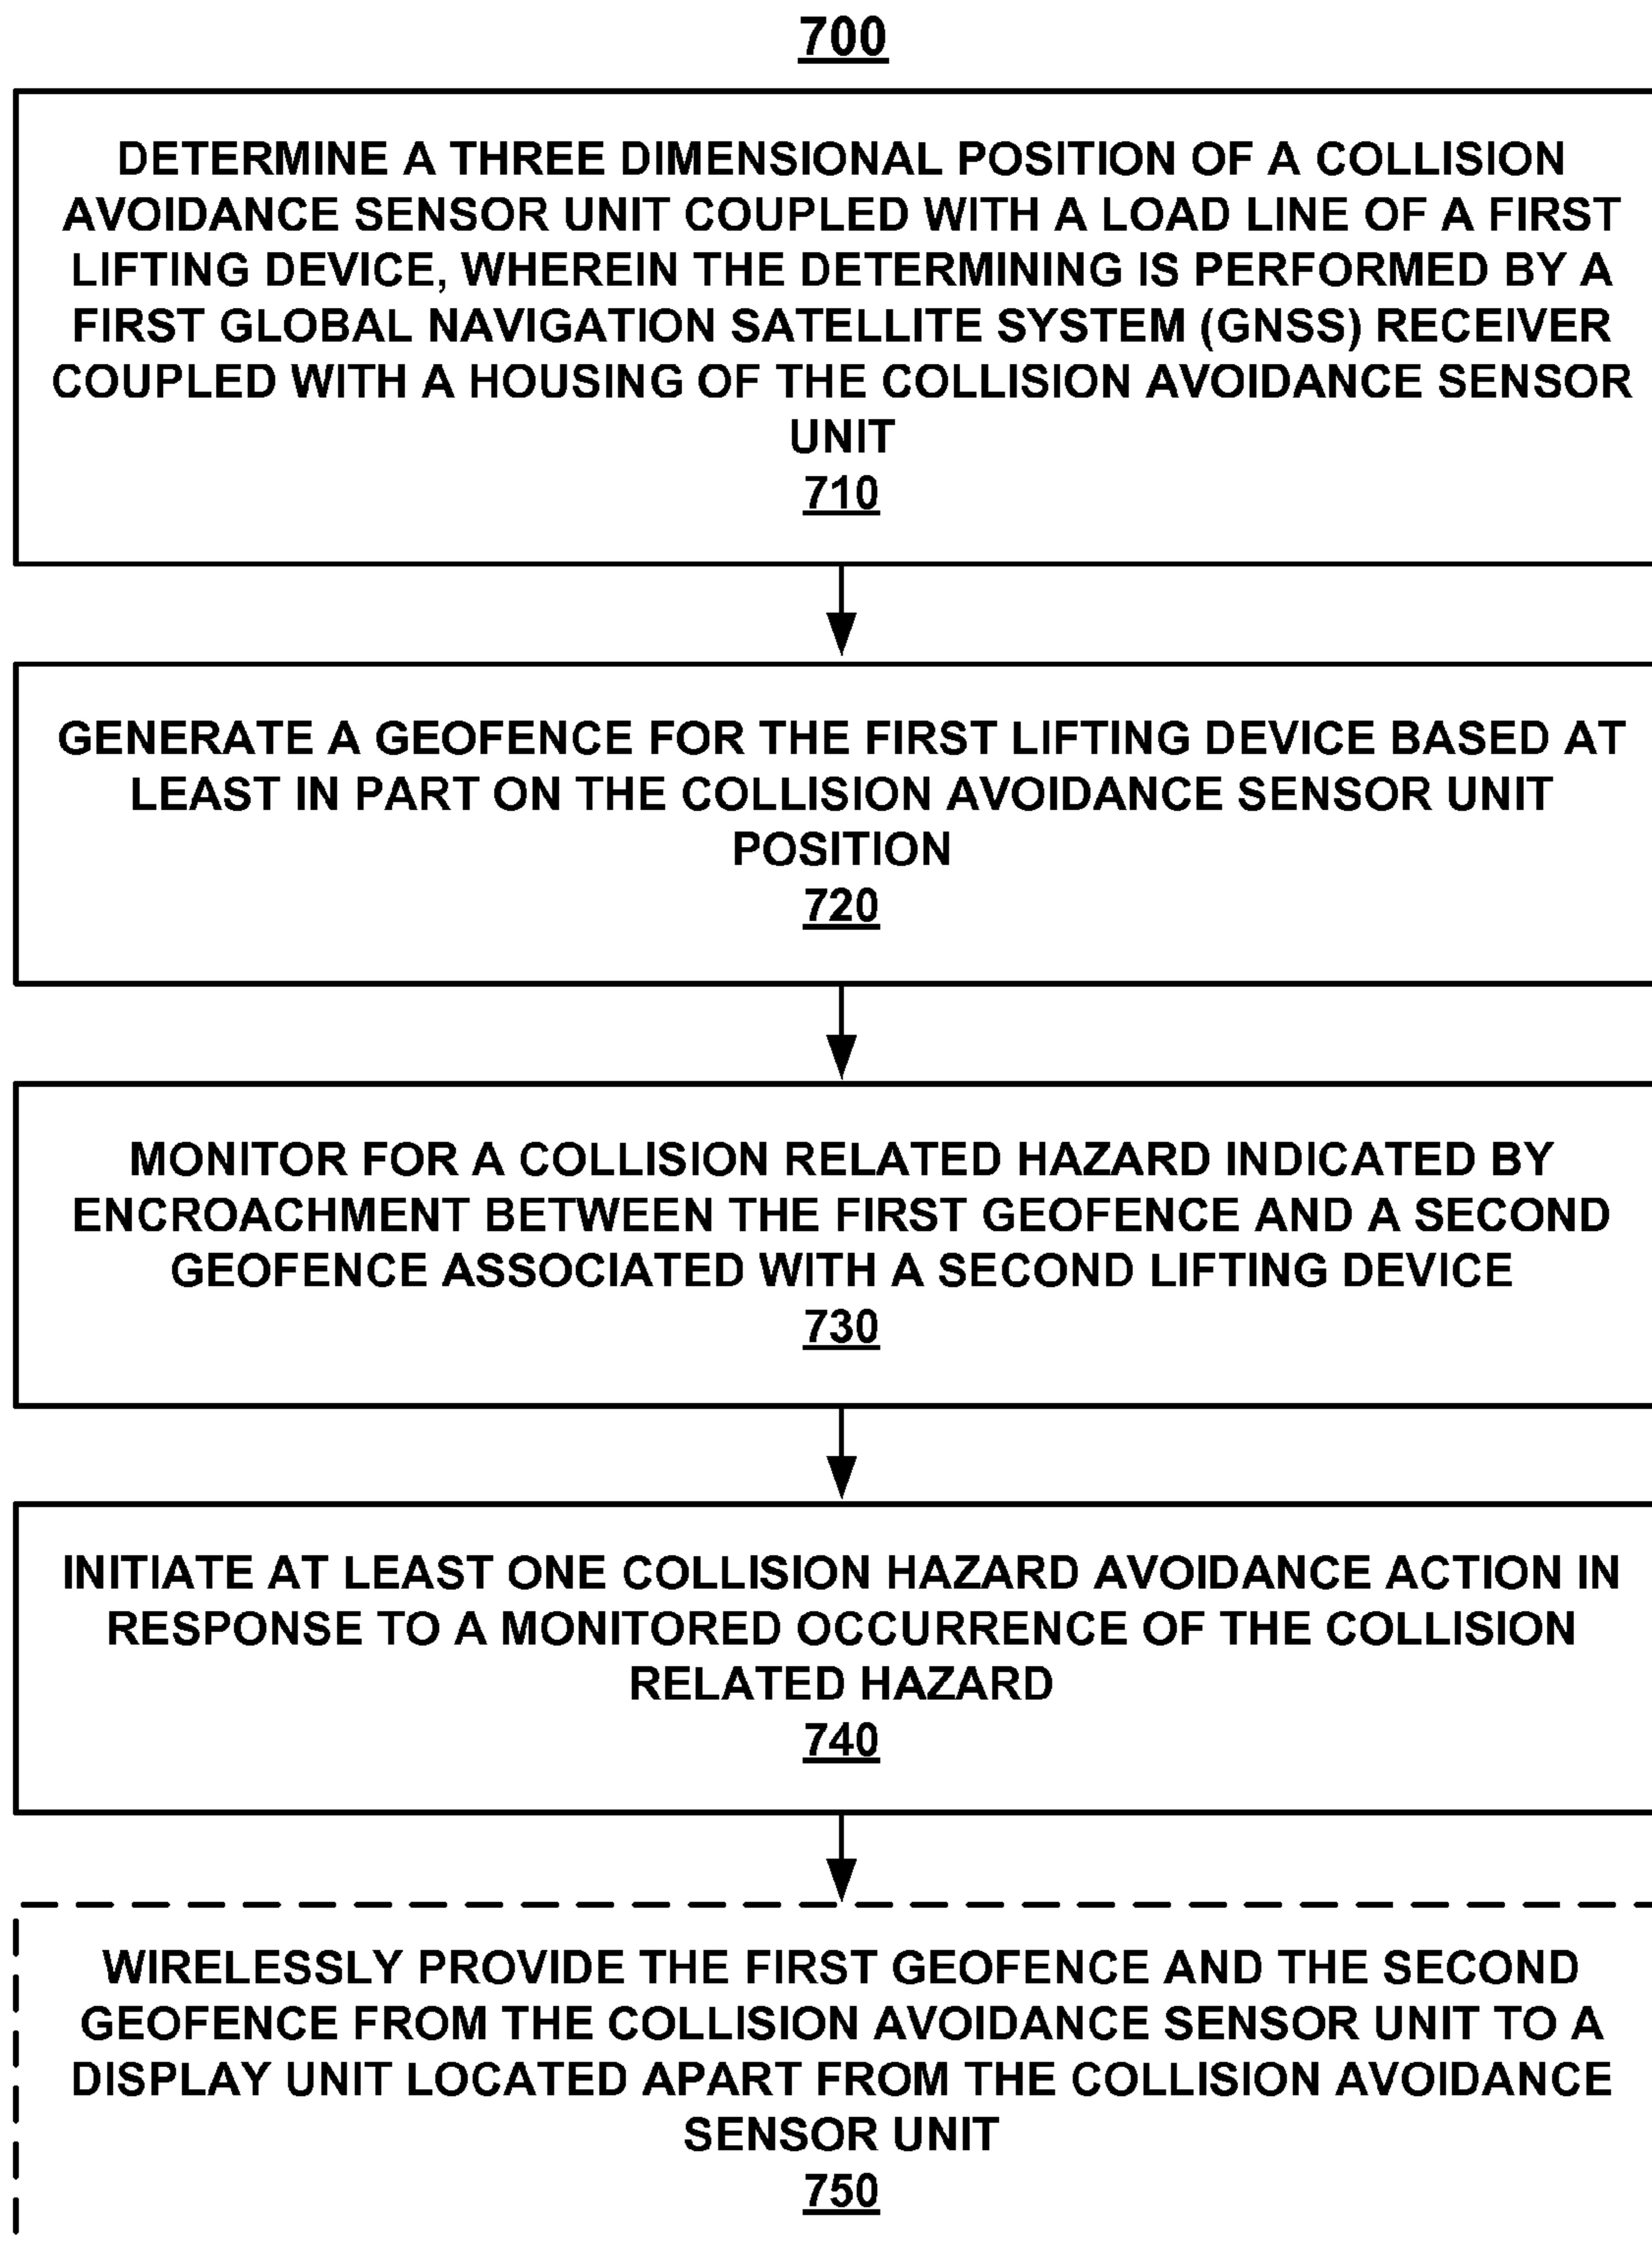 700
DETERMINE A THREE DIMENSIONAL POSITION OF A COLLISION
AVOIDANCE SENSOR UNIT COUPLED WITH A LOAD LINE OF A FIRST
LIFTING DEVICE, WHEREIN THE DETERMINING IS PERFORMED BY A
FIRST GLOBAL NAVIGATION SATELLITE SYSTEM (GNSS) RECEIVER
COUPLED WITH A HOUSING OF THE COLLISION AVOIDANCE SENSOR
UNIT
710
GENERATE A GEOFENCE FOR THE FIRST LIFTING DEVICE BASED AT
LEAST IN PART ON THE COLLISION AVOIDANCE SENSOR UNIT
POSITION
720
MONITOR FOR A COLLISION RELATED HAZARD INDICATED BY
ENCROACHMENT BETWEEN THE FIRST GEOFENCE AND A SECOND
GEOFENCE ASSOCIATED WITH A SECOND LIFTING DEVICE
730
INITIATE AT LEAST ONE COLLISION HAZARD AVOIDANCE ACTION IN
RESPONSE TO A MONITORED OCCURRENCE OF THE COLLISION
RELATED HAZARD
740
WIRELESSLY PROVIDE THE FIRST GEOFENCE AND THE SECOND
GEOFENCE FROM THE COLLISION AVOIDANCE SENSOR UNIT TO A
DISPLAY UNIT LOCATED APART FROM THE COLLISION AVOIDANCE
SENSOR UNIT
750